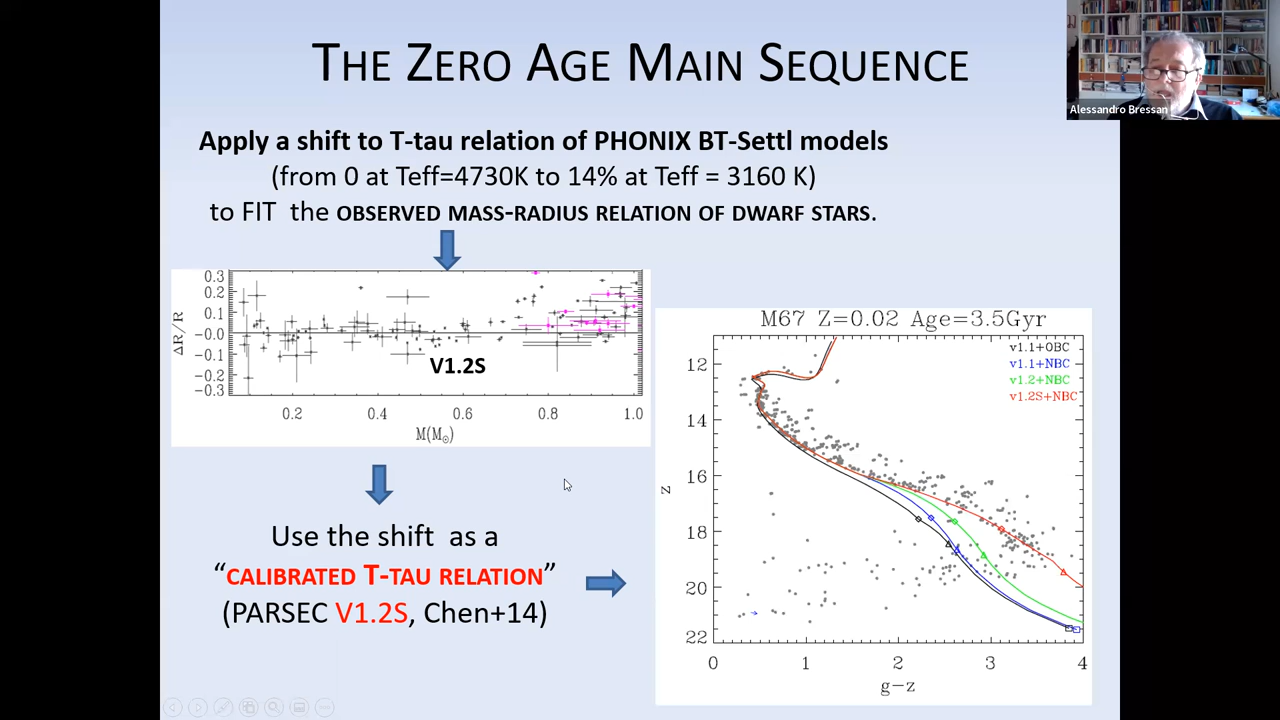 THE ZERO AGE MAIN SEQUENCE
Alessandro Bressan
Apply a shift to T-tau relation of PHONIX BT-Settl models
(from 0 at Teff=4730K to 14% at Teff = 3160 K)
to FIT the OBSERVED MASS-RADIUS RELATION OF DWARF STARS.
0.3
0.2
0.1
-0.0
-0.1
-0.2
-0.3
ΔR/R
V1.2S
0.2 0.4 0.6 0.8 1.0
M(M☉)
Use the shift as a
“CALIBRATED T-TAU RELATION”
(PARSEC V1.2S, Chen+14)
M67 Z=0.02 Age=3.5Gyr
v1.1+OBC
v1.1+NBC
v1.2+NBC
v1.2S+NBC
12
14
16
18
20
22
z
0 1 2 3 4
g-z